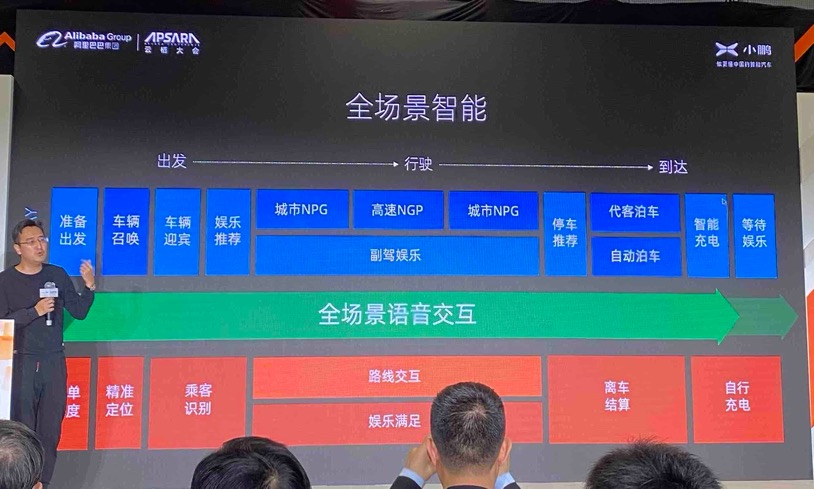 Alibaba Group
阿里巴巴集团
APSARA
云栖大会
小鹏
全场景智能
出发
行驶
到达
准备
出发
车辆
召唤
车辆
迎宾
娱乐
推荐
城市NPG
高速NGP
城市NPG
副驾娱乐
停车
推荐
代客泊车
自动泊车
智能
充电
等待
娱乐
全场景语音交互
单
度
精准
定位
乘客
识别
路线交互
娱乐满足
离车
结算
自行
充电